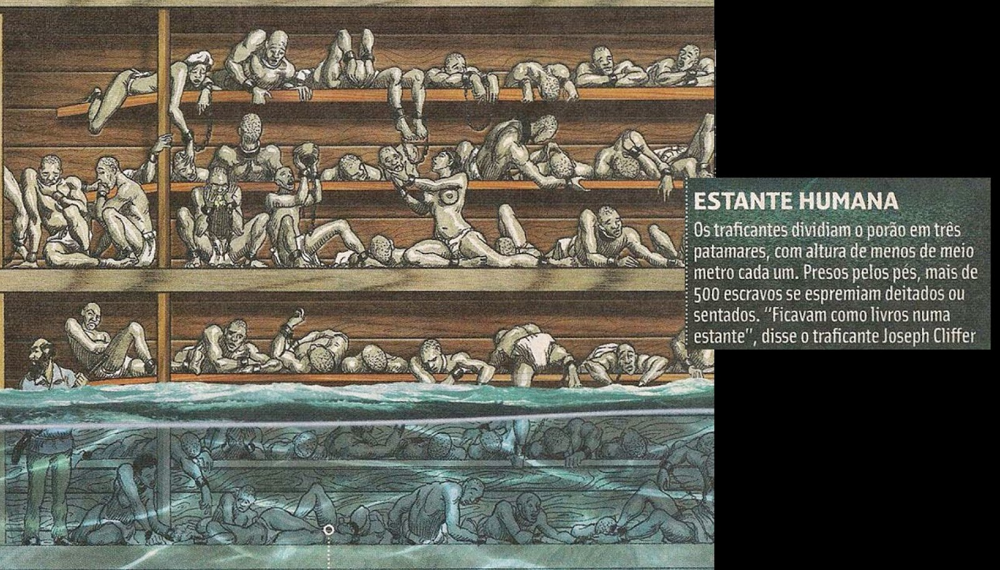 ESTANTE HUMANA
Os traficantes dividiam o porão em três
patamares, com altura de menos de meio
metro cada um. Presos pelos pés, mais de
500 escravos se espremiam deitados ou
sentados. “Ficavam como livros numa
estante”, disse o traficante Joseph Cliffer